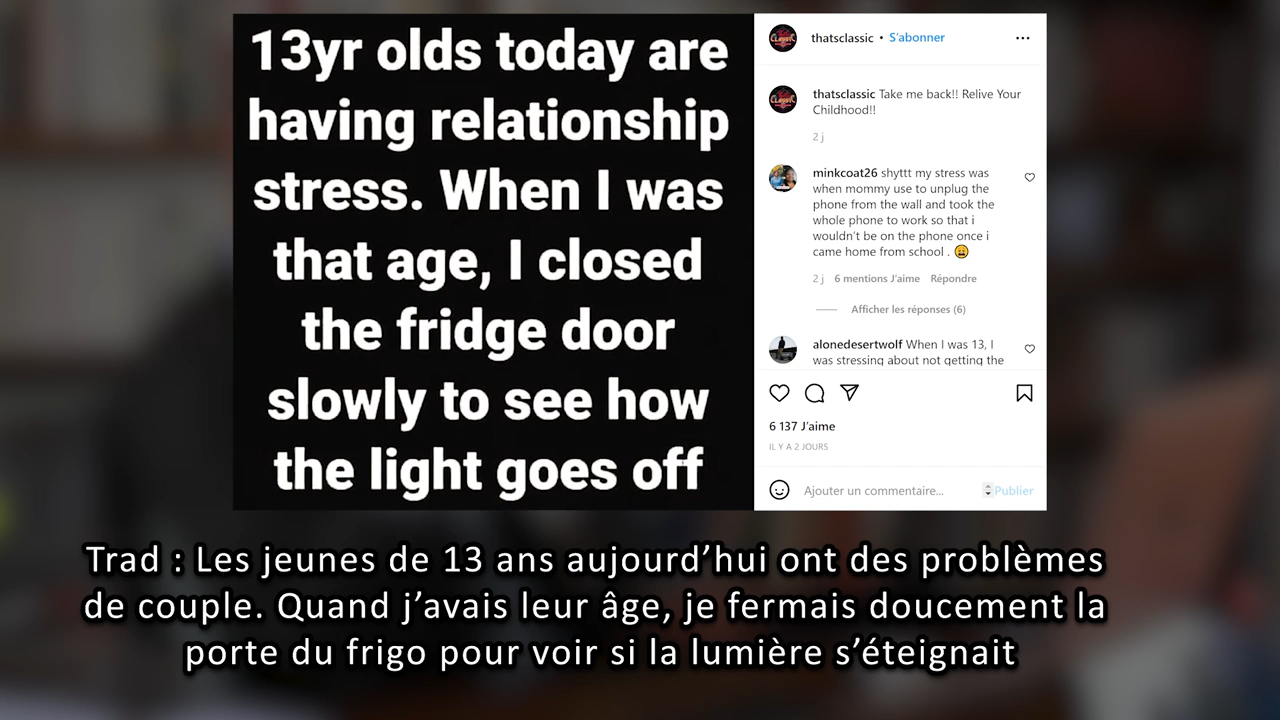 13yr olds today are
having relationship
stress. When I was
that age, I closed
the fridge door
slowly to see how
the light goes off
thatsclassic • S'abonner
thatsclassic Take me back!! Relive Your
Childhood!!
2 j
minkcoat26 shyttt my stress was
when mommy use to unplug the
phone from the wall and took the
whole phone to work so that i
wouldn't be on the phone once i
came home from school . 😩
2 j 6 mentions J'aime Répondre
Afficher les réponses (6)
alonedesertwolf When I was 13, I
was stressing about not getting the
6 137 J'aime
IL Y A 2 JOURS
Ajouter un commentaire... Publier
Trad : Les jeunes de 13 ans aujourd'hui ont des problèmes
de couple. Quand j'avais leur âge, je fermais doucement la
porte du frigo pour voir si la lumière s'éteignait